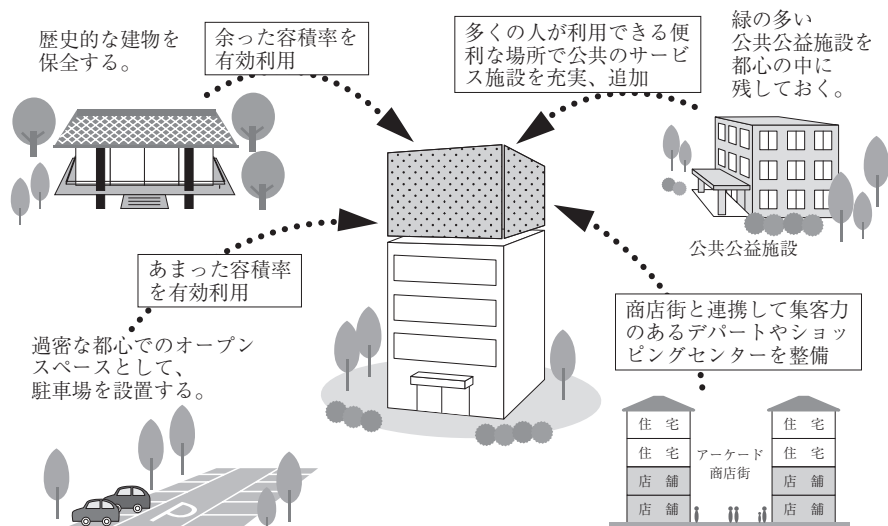 歴史的な建物を
保全する。
余った容積率を
有効利用
多くの人が利用できる便
利な場所で公共のサービ
ス施設を充実、追加
緑の多い
公共公益施設を
都心の中に
残しておく。
公共公益施設
あまった容積率
を有効利用
過密な都心でのオープン
スペースとして、
駐車場を設置する。
P
商店街と連携して集客力
のあるデパートやショッ
ピングセンターを整備
住 宅
住 宅
店 舗
店 舗
アーケード
商店街
住 宅
住 宅
店 舗
店 舗